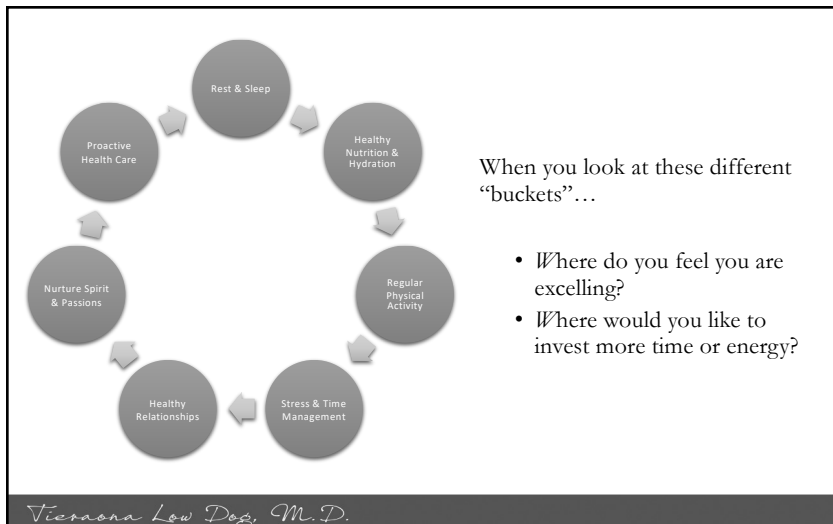 Rest & Sleep
Healthy
Nutrition &
Hydration
Regular
Physical
Activity
Stress & Time
Management
Healthy
Relationships
Nurture Spirit
& Passions
Proactive
Health Care
When you look at these different
“buckets”…
• Where do you feel you are
excelling?
• Where would you like to
invest more time or energy?
Tieraona Low Dog, M.D.